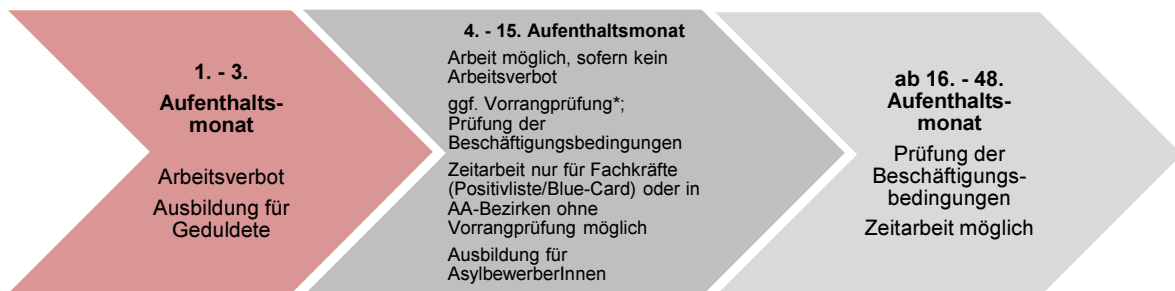 1. - 3.
Aufenthalts-
monat
Arbeitsverbot
Ausbildung für
Geduldete
4. - 15. Aufenthaltsmonat
Arbeit möglich, sofern kein
Arbeitsverbot
ggf. Vorrangprüfung*;
Prüfung der
Beschäftigungsbedingungen
Zeitarbeit nur für Fachkräfte
(Positivliste/Blue-Card) oder in
AA-Bezirken ohne
Vorrangprüfung möglich
Ausbildung für
AsylbewerberInnen
ab 16. - 48.
Aufenthalts-
monat
Prüfung der
Beschäftigungs-
bedingungen
Zeitarbeit möglich